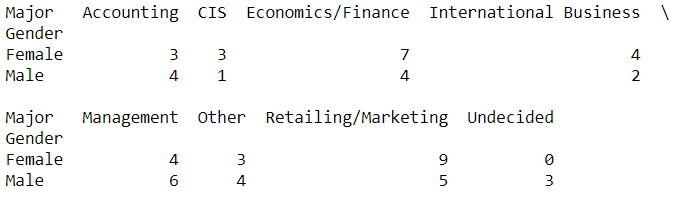 Major   Accounting  CIS  Economics/Finance  International Business  \
Gender
Female           3    3                  7                       4
Male             4    1                  4                       2
Major   Management  Other  Retailing/Marketing  Undecided
Gender
Female           4      3                    9          0
Male             6      4                    5          3